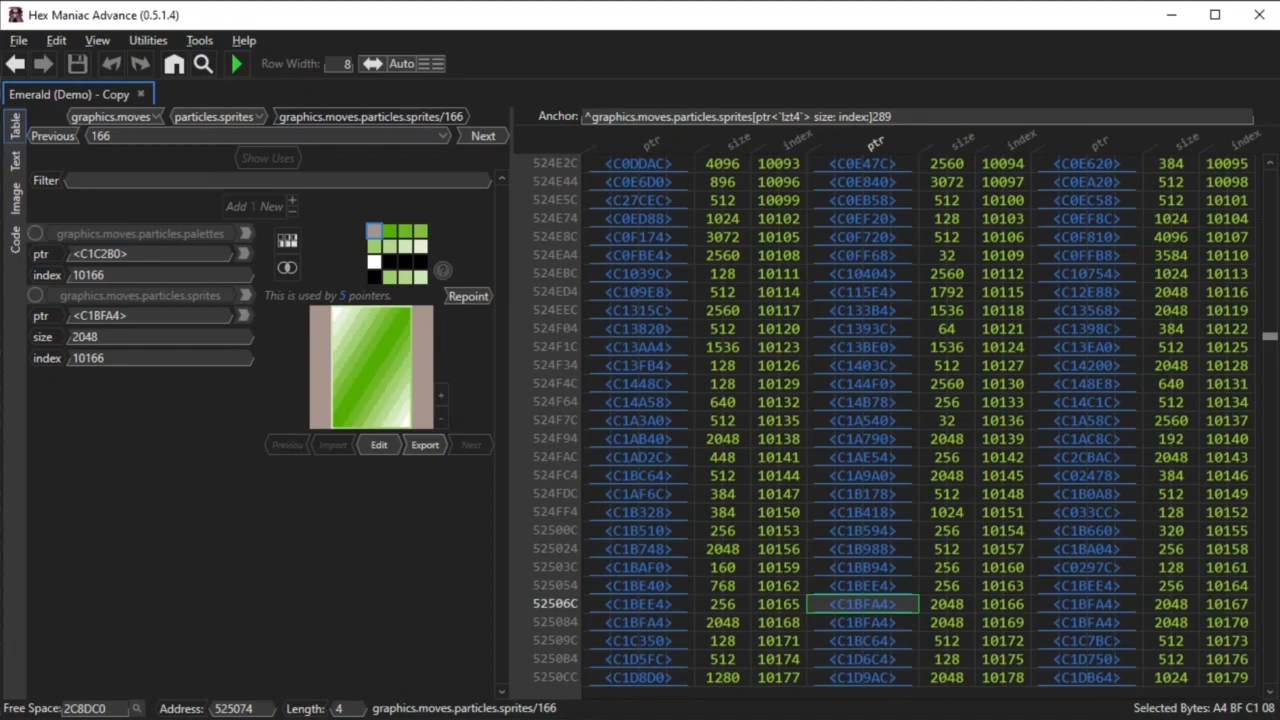 Hex Maniac Advance (0.5.1.4)
File Edit View Utilities Tools Help
Row Width: 8 Auto
Emerald (Demo) - Copy
graphics.moves particles.sprites graphics.moves.particles.sprites/166
Previous 166 Next
Show Uses
Filter
Add 1 New
graphics.moves.particles.palettes
ptr <C1C2B0>
index 10166
graphics.moves.particles.sprites
This is used by 5 pointers. Repoint
ptr <C1BFA4>
size 2048
index 10166
Previous Import Edit Export Next
Table
Text
Image
Code
Anchor: ^graphics.moves.particles.sprites[ptr<`lzt4`> size: index:]289
ptr size index ptr size index ptr size index
524E2C <C0DDAC> 4096 10093 <C0E47C> 2560 10094 <C0E620> 384 10095
524E44 <C0E6D0> 896 10096 <C0E840> 3072 10097 <C0EA20> 512 10098
524E5C <C27CEC> 512 10099 <C0EB58> 512 10100 <C0EC58> 512 10101
524E74 <C0ED88> 1024 10102 <C0EF20> 128 10103 <C0EF8C> 1024 10104
524E8C <C0F174> 3072 10105 <C0F720> 512 10106 <C0F810> 4096 10107
524EA4 <C0FBE4> 2560 10108 <C0FF68> 32 10109 <C0FFB8> 3584 10110
524EBC <C1039C> 128 10111 <C10404> 2560 10112 <C10754> 1024 10113
524ED4 <C109E8> 512 10114 <C115E4> 1792 10115 <C12E88> 2048 10116
524EEC <C1315C> 2560 10117 <C133B4> 1536 10118 <C13568> 2048 10119
524F04 <C13820> 512 10120 <C1393C> 64 10121 <C1398C> 384 10122
524F1C <C13AA4> 1536 10123 <C13BE0> 1536 10124 <C13EA0> 512 10125
524F34 <C13FB4> 128 10126 <C1403C> 512 10127 <C14200> 2048 10128
524F4C <C1448C> 128 10129 <C144F0> 2560 10130 <C148E8> 640 10131
524F64 <C14A58> 640 10132 <C14B78> 256 10133 <C14C1C> 512 10134
524F7C <C1A3A0> 512 10135 <C1A540> 32 10136 <C1A58C> 2560 10137
524F94 <C1AB40> 2048 10138 <C1A790> 2048 10139 <C1AC8C> 192 10140
524FAC <C1AD2C> 448 10141 <C1AE54> 256 10142 <C2CBAC> 2048 10143
524FC4 <C1BC64> 512 10144 <C1A9A0> 2048 10145 <C02478> 384 10146
524FDC <C1AF6C> 384 10147 <C1B178> 512 10148 <C1B0A8> 512 10149
524FF4 <C1B328> 384 10150 <C1B418> 1024 10151 <C033CC> 128 10152
52500C <C1B510> 256 10153 <C1B594> 256 10154 <C1B660> 320 10155
525024 <C1B748> 2048 10156 <C1B988> 512 10157 <C1BA04> 256 10158
52503C <C1BAF0> 160 10159 <C1BB94> 256 10160 <C0297C> 128 10161
525054 <C1BE40> 768 10162 <C1BEE4> 256 10163 <C1BEE4> 256 10164
52506C <C1BEE4> 256 10165 <C1BFA4> 2048 10166 <C1BFA4> 2048 10167
525084 <C1BFA4> 2048 10168 <C1BFA4> 2048 10169 <C1BFA4> 2048 10170
52509C <C1C350> 128 10171 <C1BC64> 512 10172 <C1C7BC> 512 10173
5250B4 <C1D5FC> 512 10174 <C1D6C4> 128 10175 <C1D750> 512 10176
5250CC <C1D8D0> 1280 10177 <C1D9AC> 2048 10178 <C1DB64> 1024 10179
Free Space: 2C8DC0 Address: 525074 Length: 4 graphics.moves.particles.sprites/166 Selected Bytes: A4 BF C1 08